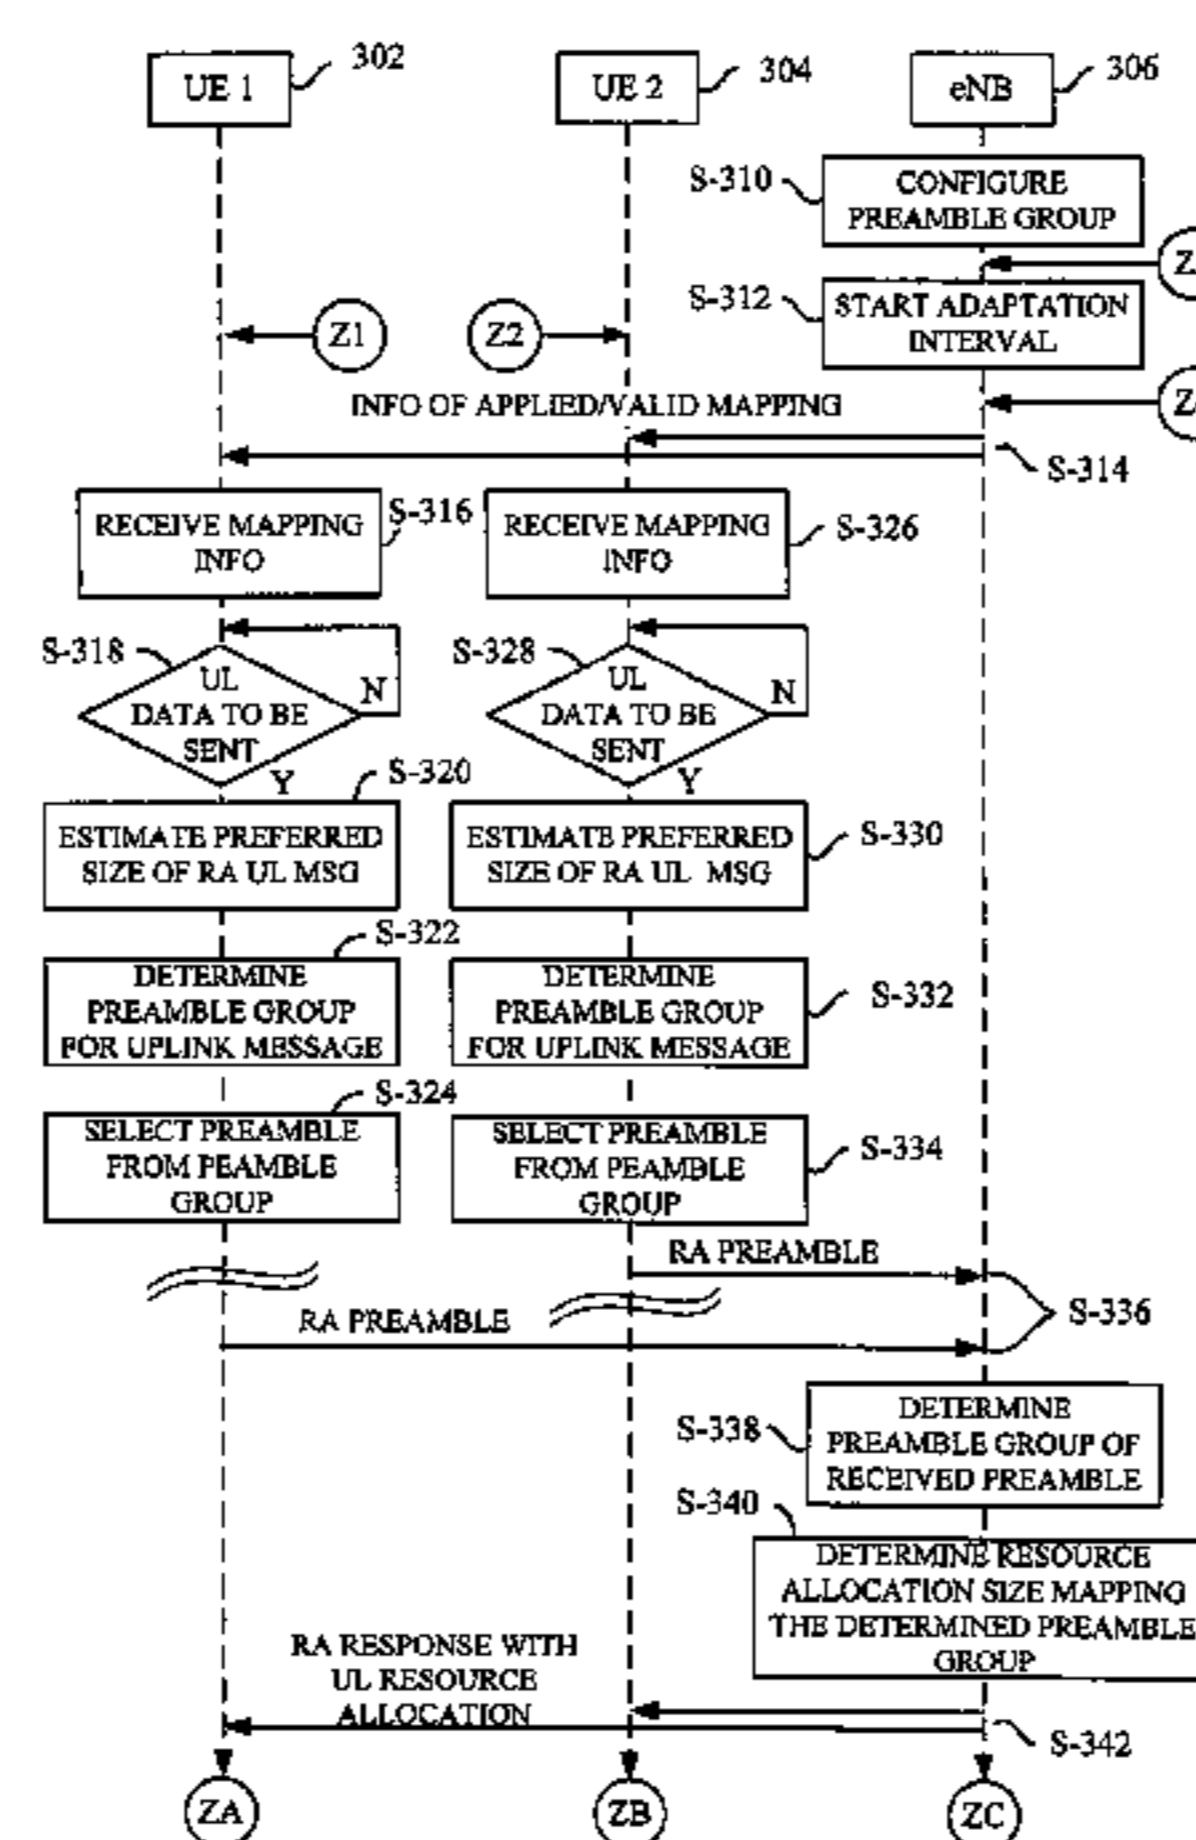 UE 1
302
UE 2
304
eNB
306
S-310
CONFIGURE
PREAMBLE GROUP
S-312
START ADAPTATION
INTERVAL
Z1
Z2
INFO OF APPLIED/VALID MAPPING
S-314
RECEIVE MAPPING
INFO
S-316
RECEIVE MAPPING
INFO
S-326
S-318
UL
DATA TO BE
SENT
N
Y
S-328
UL
DATA TO BE
SENT
N
Y
S-320
ESTIMATE PREFERRED
SIZE OF RA UL MSG
ESTIMATE PREFERRED
SIZE OF RA UL MSG
S-330
S-322
DETERMINE
PREAMBLE GROUP
FOR UPLINK MESSAGE
DETERMINE
PREAMBLE GROUP
FOR UPLINK MESSAGE
S-332
S-324
SELECT PREAMBLE
FROM PEAMBLE
GROUP
SELECT PREAMBLE
FROM PEAMBLE
GROUP
S-334
RA PREAMBLE
RA PREAMBLE
S-336
S-338
DETERMINE
PREAMBLE GROUP OF
RECEIVED PREAMBLE
S-340
DETERMINE RESOURCE
ALLOCATION SIZE MAPPING
THE DETERMINED PREAMBLE
GROUP
RA RESPONSE WITH
UL RESOURCE
ALLOCATION
S-342
ZA
ZB
ZC